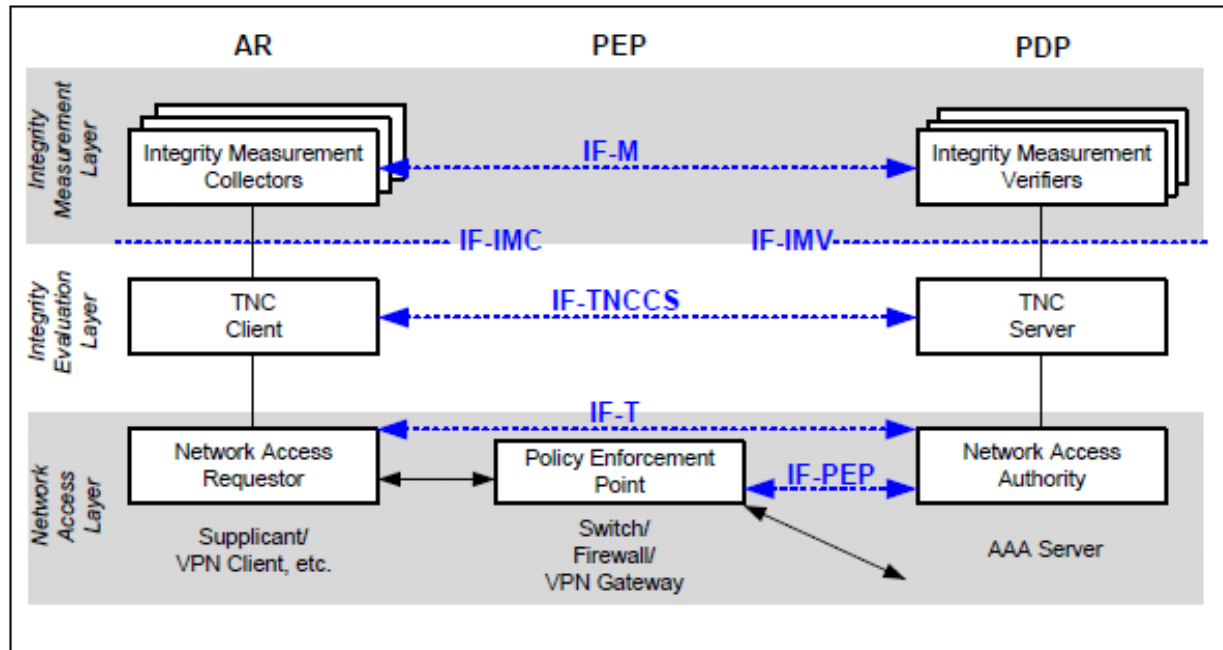 AR
PEP
PDP
Integrity
Measurement
Layer
Integrity Measurement
Collectors
IF-M
Integrity Measurement
Verifiers
IF-IMC
IF-IMV
Integrity
Evaluation
Layer
TNC
Client
IF-TNCCS
TNC
Server
Network
Access
Layer
IF-T
Network Access
Requestor
Policy Enforcement
Point
IF-PEP
Network Access
Authority
Supplicant/
VPN Client, etc.
Switch/
Firewall/
VPN Gateway
AAA Server